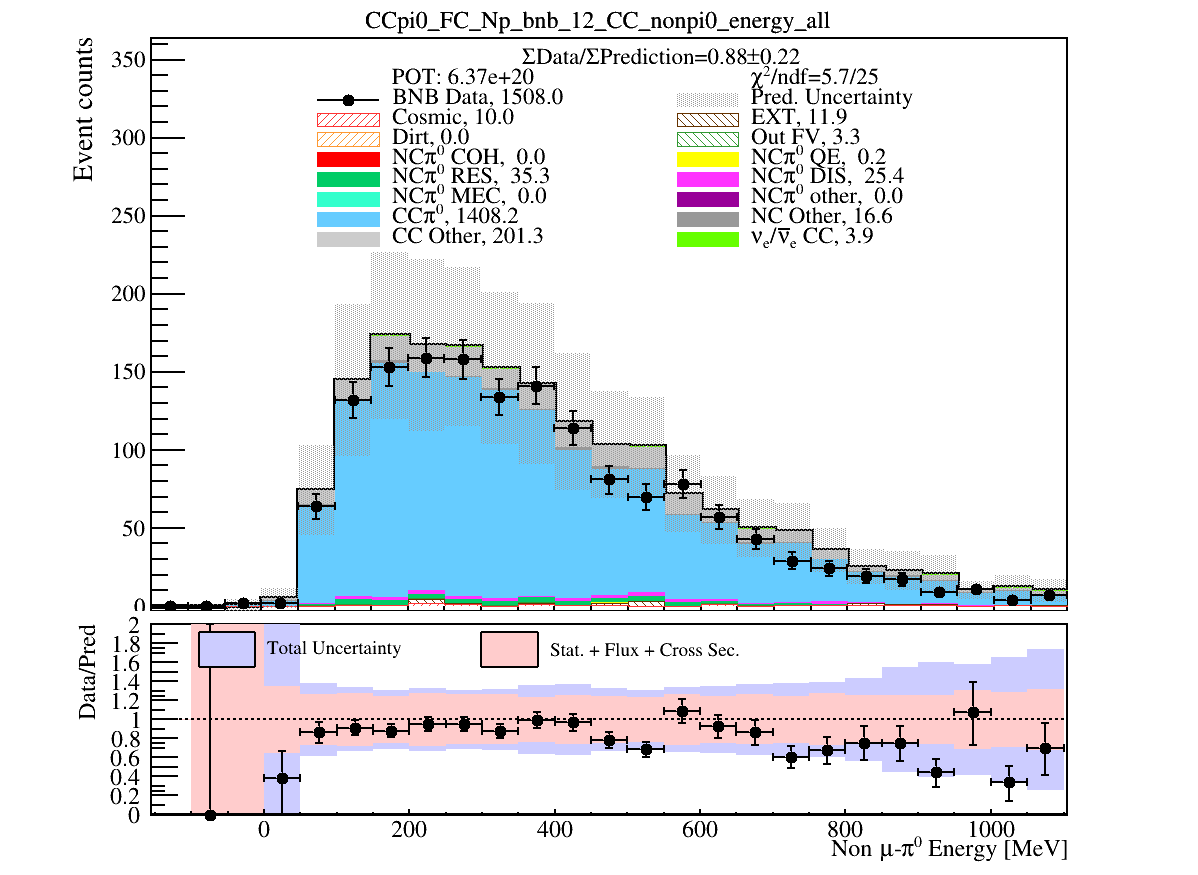 CCpi0_FC_Np_bnb_12_CC_nonpi0_energy_all
ΣData/ΣPrediction=0.88±0.22
POT: 6.37e+20
χ²/ndf=5.7/25
BNB Data, 1508.0
Pred. Uncertainty
Cosmic, 10.0
EXT, 11.9
Dirt, 0.0
Out FV, 3.3
NCπ⁰ COH, 0.0
NCπ⁰ QE, 0.2
NCπ⁰ RES, 35.3
NCπ⁰ DIS, 25.4
NCπ⁰ MEC, 0.0
NCπ⁰ other, 0.0
CCπ⁰, 1408.2
NC Other, 16.6
CC Other, 201.3
νₑ/ν̅ₑ CC, 3.9
Event counts
350
300
250
200
150
100
50
0
Total Uncertainty
Stat. + Flux + Cross Sec.
Data/Pred
2
1.8
1.6
1.4
1.2
1
0.8
0.6
0.4
0.2
0
0 200 400 600 800 1000
Non μ-π⁰ Energy [MeV]